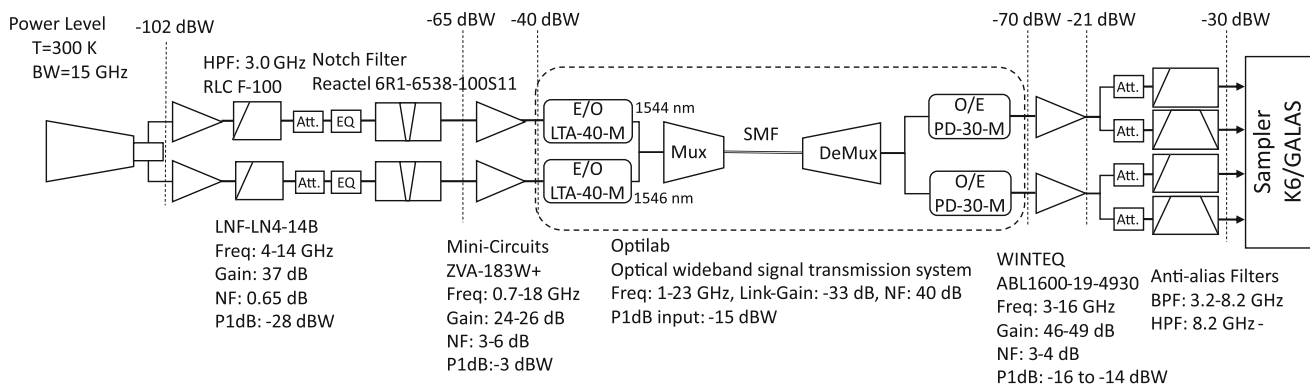 Power Level
T=300 K
BW=15 GHz
-102 dBW
-65 dBW
-40 dBW
-70 dBW
-21 dBW
-30 dBW
HPF: 3.0 GHz
RLC F-100
Notch Filter
Reactel 6R1-6538-100S11
Att.
EQ
Att.
EQ
E/O
LTA-40-M
1544 nm
E/O
LTA-40-M
1546 nm
Mux
SMF
DeMux
O/E
PD-30-M
O/E
PD-30-M
Att.
Att.
Att.
Att.
Sampler
K6/GALAS
LNF-LN4-14B
Freq: 4-14 GHz
Gain: 37 dB
NF: 0.65 dB
P1dB: -28 dBW
Mini-Circuits
ZVA-183W+
Freq: 0.7-18 GHz
Gain: 24-26 dB
NF: 3-6 dB
P1dB:-3 dBW
Optilab
Optical wideband signal transmission system
Freq: 1-23 GHz, Link-Gain: -33 dB, NF: 40 dB
P1dB input: -15 dBW
WINTEQ
ABL1600-19-4930
Freq: 3-16 GHz
Gain: 46-49 dB
NF: 3-4 dB
P1dB: -16 to -14 dBW
Anti-alias Filters
BPF: 3.2-8.2 GHz
HPF: 8.2 GHz-